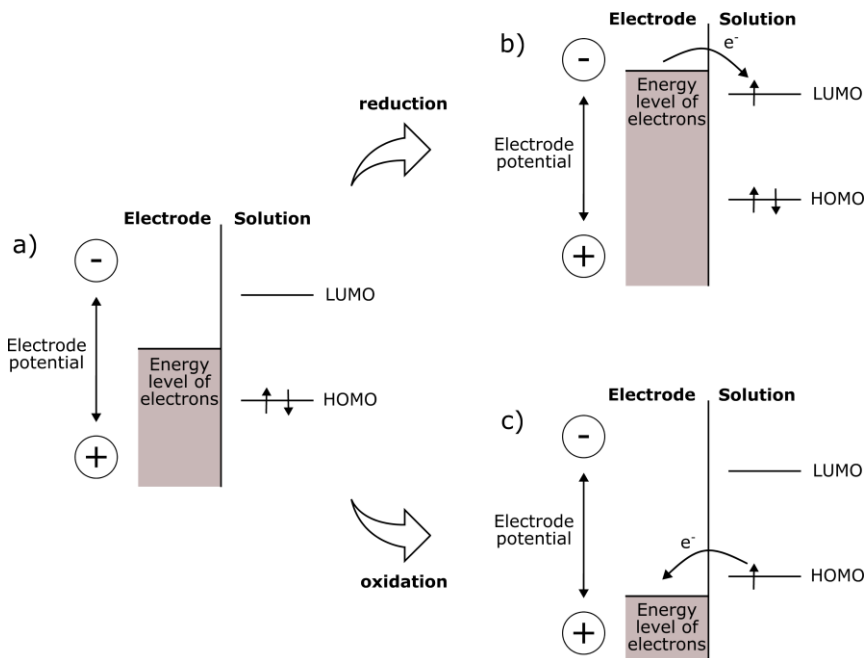 a)
Electrode Solution
-
Electrode
potential
+
Energy
level of
electrons
LUMO
HOMO
reduction
oxidation
b)
Electrode Solution
e-
-
Electrode
potential
+
Energy
level of
electrons
LUMO
HOMO
c)
Electrode Solution
-
Electrode
potential
+
e-
Energy
level of
electrons
LUMO
HOMO